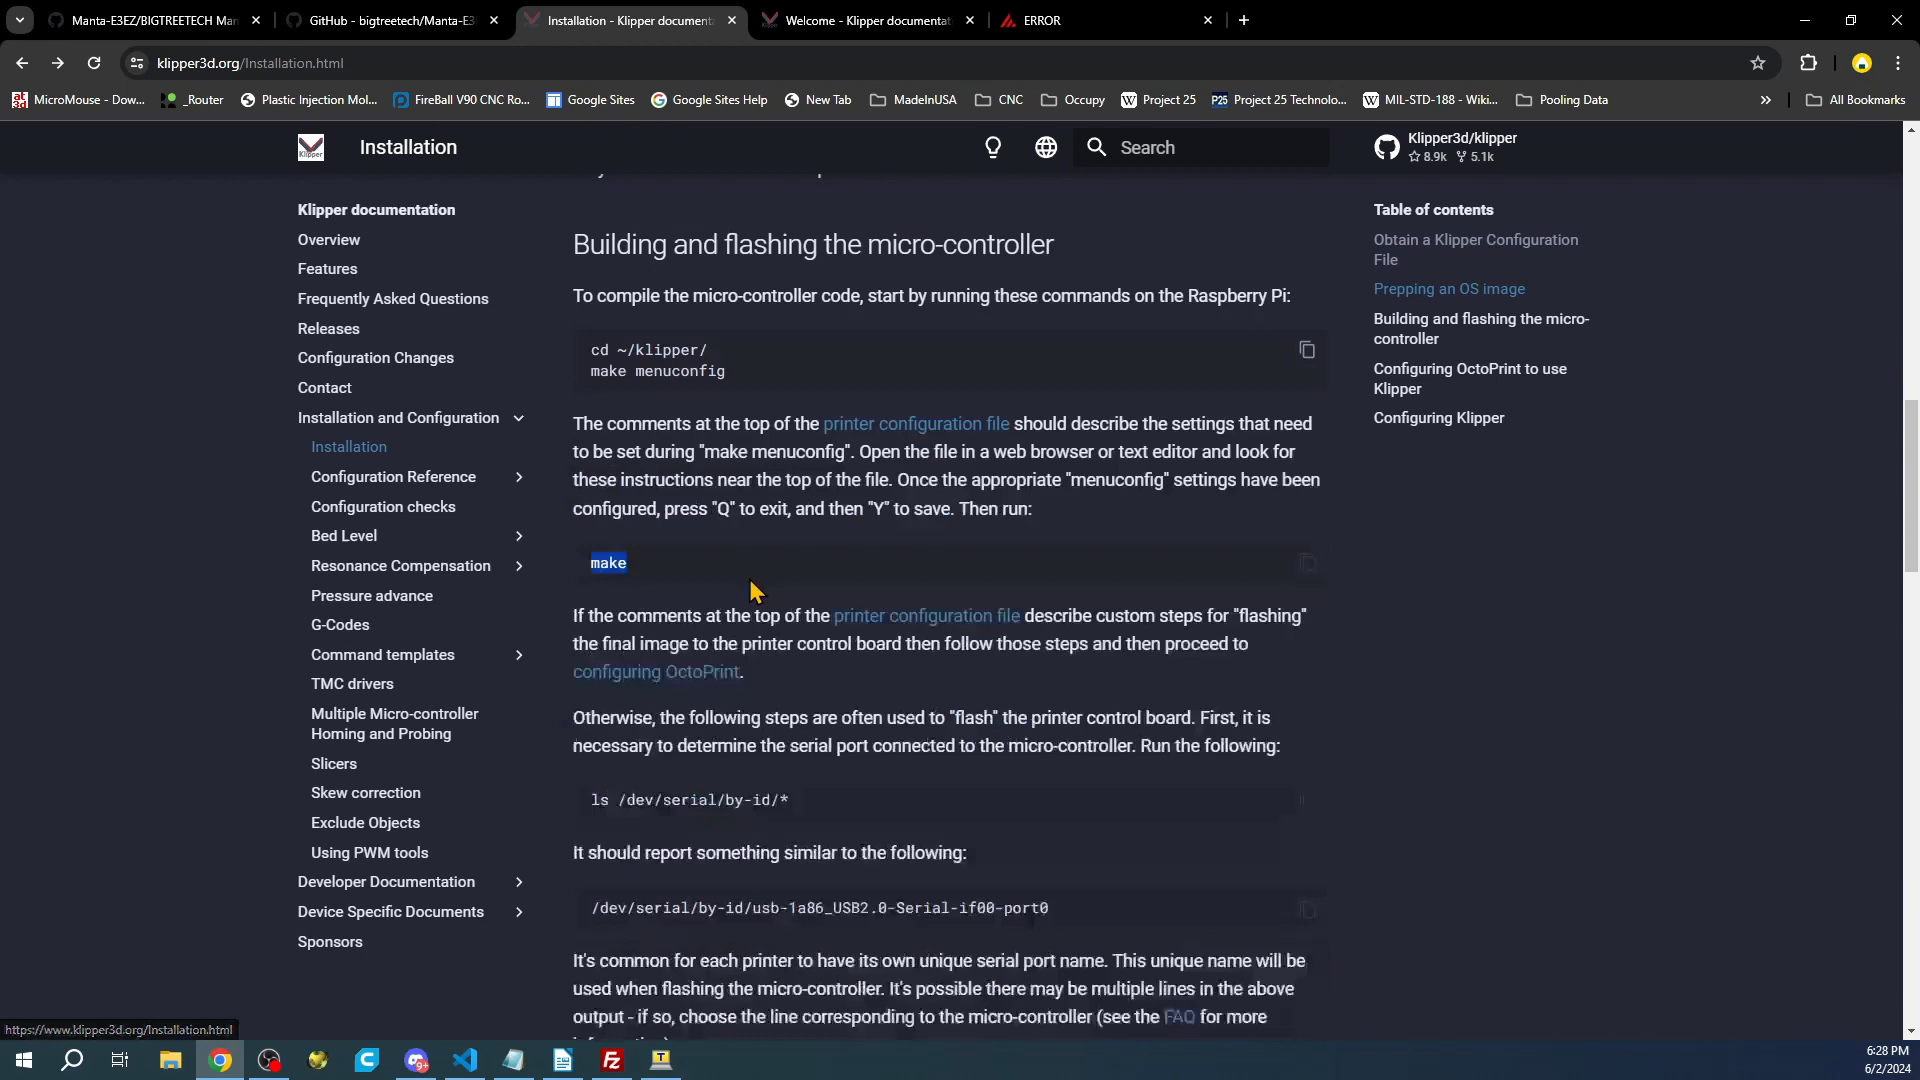 Manta-E3EZ/BIGTREETECH Man
GitHub - bigtreetech/Manta-E3
Installation - Klipper documenta
Welcome - Klipper documentat
ERROR
klipper3d.org/Installation.html
MicroMouse - Dow...
_Router
Plastic Injection Mol...
FireBall V90 CNC Ro...
Google Sites
Google Sites Help
New Tab
MadeInUSA
CNC
Occupy
Project 25
P25
Project 25 Technolo...
MIL-STD-188 - Wiki...
Pooling Data
All Bookmarks
Klipper
Installation
Search
Klipper3d/klipper
8.9k 5.1k
Klipper documentation
Overview
Features
Frequently Asked Questions
Releases
Configuration Changes
Contact
Installation and Configuration
Installation
Configuration Reference
Configuration checks
Bed Level
Resonance Compensation
Pressure advance
G-Codes
Command templates
TMC drivers
Multiple Micro-controller
Homing and Probing
Slicers
Skew correction
Exclude Objects
Using PWM tools
Developer Documentation
Device Specific Documents
Sponsors
Building and flashing the micro-controller
To compile the micro-controller code, start by running these commands on the Raspberry Pi:
cd ~/klipper/
make menuconfig
The comments at the top of the printer configuration file should describe the settings that need
to be set during "make menuconfig". Open the file in a web browser or text editor and look for
these instructions near the top of the file. Once the appropriate "menuconfig" settings have been
configured, press "Q" to exit, and then "Y" to save. Then run:
make
If the comments at the top of the printer configuration file describe custom steps for "flashing"
the final image to the printer control board then follow those steps and then proceed to
configuring OctoPrint.
Otherwise, the following steps are often used to "flash" the printer control board. First, it is
necessary to determine the serial port connected to the micro-controller. Run the following:
ls /dev/serial/by-id/*
It should report something similar to the following:
/dev/serial/by-id/usb-1a86_USB2.0-Serial-if00-port0
It's common for each printer to have its own unique serial port name. This unique name will be
used when flashing the micro-controller. It's possible there may be multiple lines in the above
output - if so, choose the line corresponding to the micro-controller (see the FAQ for more
Table of contents
Obtain a Klipper Configuration
File
Prepping an OS image
Building and flashing the micro-
controller
Configuring OctoPrint to use
Klipper
Configuring Klipper
https://www.klipper3d.org/Installation.html
6:28 PM
6/2/2024